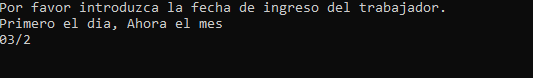 Por favor introduzca la fecha de ingreso del trabajador.
Primero el dia, Ahora el mes
03/2